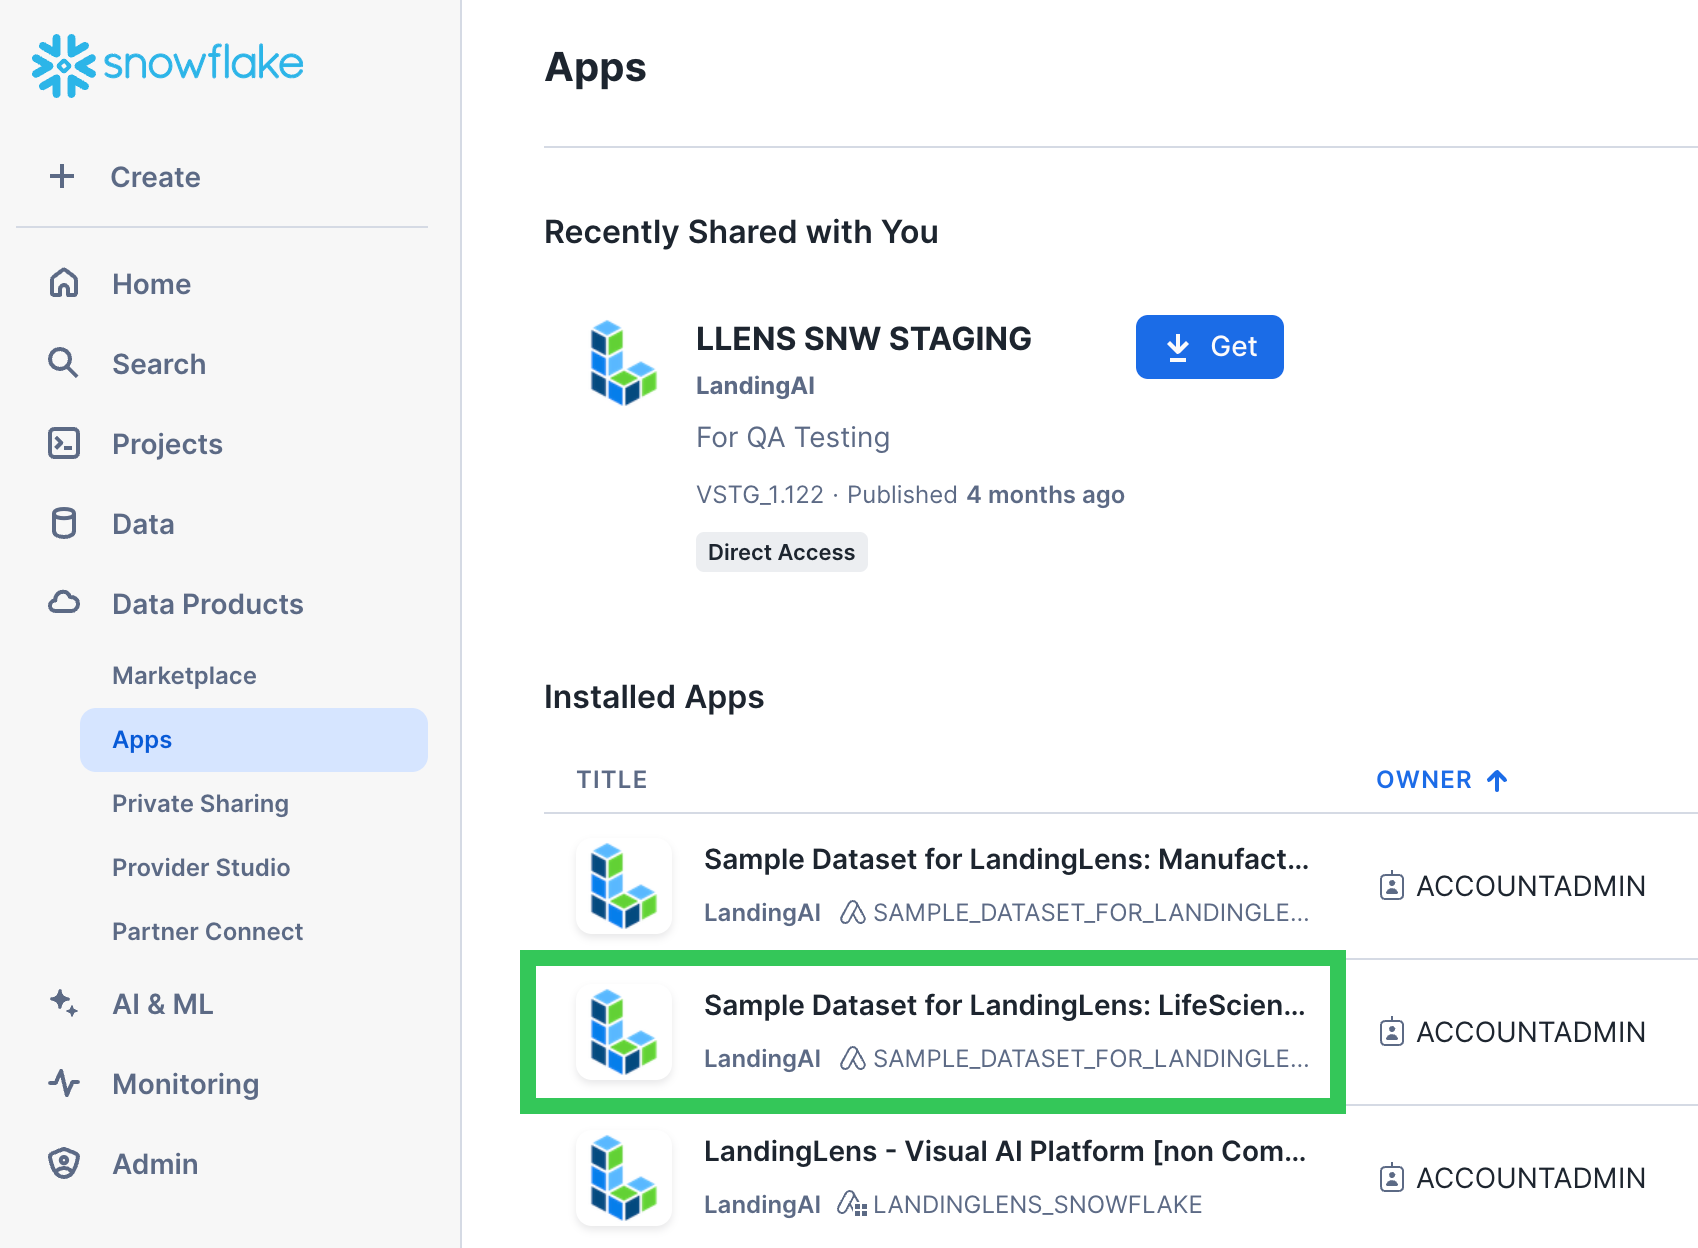 snowflake
Create
Home
Search
Projects
Data
Data Products
Marketplace
Apps
Private Sharing
Provider Studio
Partner Connect
AI & ML
Monitoring
Admin
Apps
Recently Shared with You
LLENS SNW STAGING
Get
LandingAI
For QA Testing
VSTG_1.122 · Published 4 months ago
Direct Access
Installed Apps
TITLE OWNER
Sample Dataset for LandingLens: Manufact...
LandingAI SAMPLE_DATASET_FOR_LANDINGLE...
ACCOUNTADMIN
Sample Dataset for LandingLens: LifeScien...
LandingAI SAMPLE_DATASET_FOR_LANDINGLE...
ACCOUNTADMIN
LandingLens - Visual AI Platform [non Com...
LandingAI LANDINGLENS_SNOWFLAKE
ACCOUNTADMIN